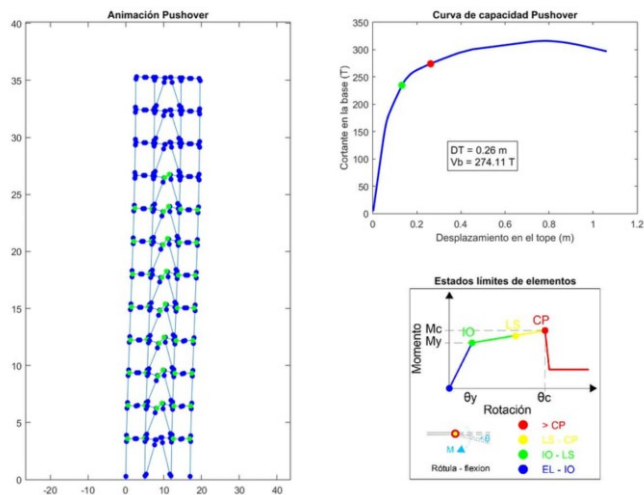 Animación Pushover
40
35
30
25
20
15
10
5
0
-20
-10
0
10
20
30
40
Curva de capacidad Pushover
Cortante en la base (T)
350
300
250
200
150
100
50
0
DT = 0.26 m
Vb = 274.11 T
0
0.2
0.4
0.6
0.8
1
1.2
Desplazamiento en el tope (m)
Estados límites de elementos
Momento
Mc
My
IO
LS
CP
θy
θc
Rotación
θ
M
Rótula - flexion
> CP
LS - CP
IO - LS
EL - IO